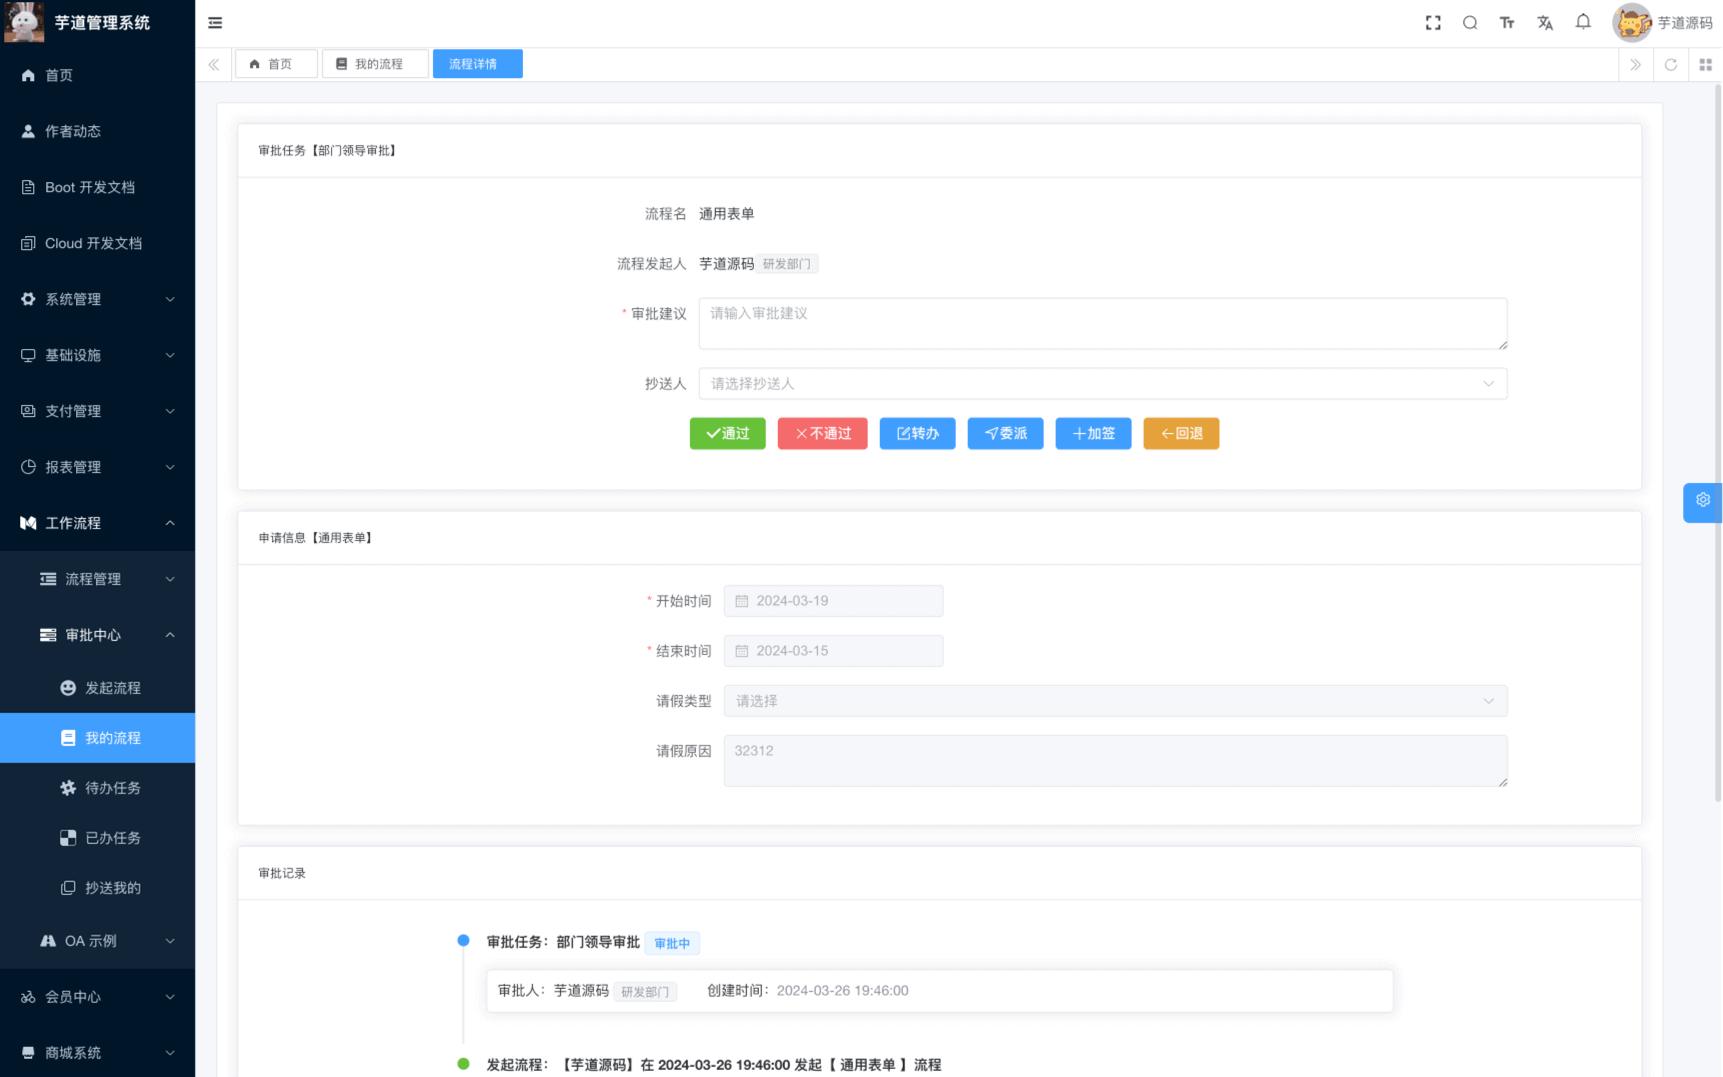 芋道管理系统
芋道源码
首页
我的流程
流程详情
首页
作者动态
Boot 开发文档
Cloud 开发文档
系统管理
基础设施
支付管理
报表管理
工作流程
流程管理
审批中心
发起流程
我的流程
待办任务
已办任务
抄送我的
OA 示例
会员中心
商城系统
审批任务【部门领导审批】
流程名 通用表单
流程发起人 芋道源码 研发部门
* 审批建议 请输入审批建议
抄送人 请选择抄送人
通过 不通过 转办 委派 加签 回退
申请信息【通用表单】
* 开始时间 2024-03-19
* 结束时间 2024-03-15
请假类型 请选择
请假原因 32312
审批记录
审批任务：部门领导审批 审批中
审批人：芋道源码 研发部门 创建时间：2024-03-26 19:46:00
发起流程：【芋道源码】在 2024-03-26 19:46:00 发起【 通用表单 】流程